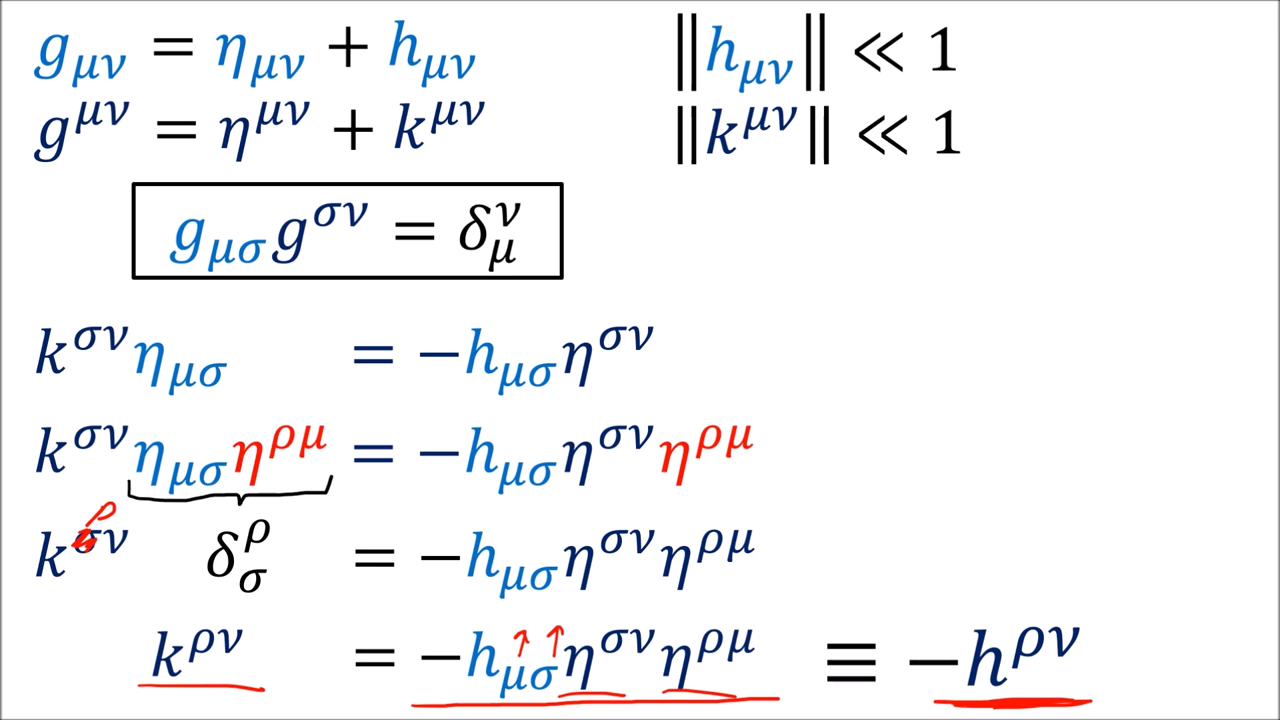 g_{μν} = η_{μν} + h_{μν} ‖h_{μν}‖ ≪ 1
g^{μν} = η^{μν} + k^{μν} ‖k^{μν}‖ ≪ 1
g_{μσ}g^{σν} = δ_μ^ν
k^{σν}η_{μσ} = −h_{μσ}η^{σν}
k^{σν}η_{μσ}η^{ρμ} = −h_{μσ}η^{σν}η^{ρμ}
ρ
k^{σν} δ_σ^ρ = −h_{μσ}η^{σν}η^{ρμ}
k^{ρν} = −h_{μσ}↑↑η^{σν}η^{ρμ} ≡ −h^{ρν}